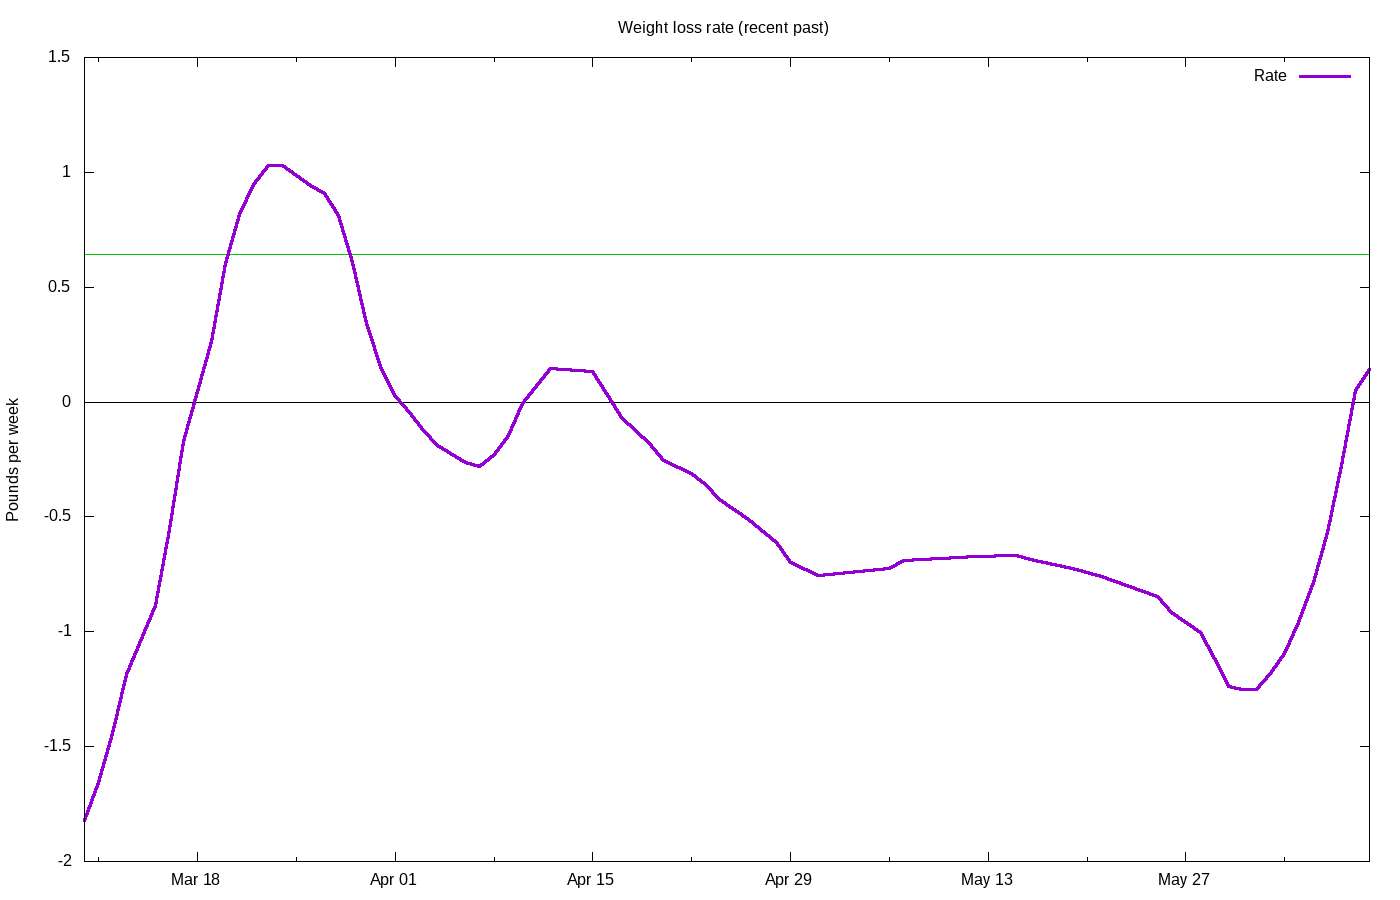 Weight loss rate (recent past)
Rate
Pounds per week
1.5
1
0.5
0
-0.5
-1
-1.5
-2
Mar 18
Apr 01
Apr 15
Apr 29
May 13
May 27